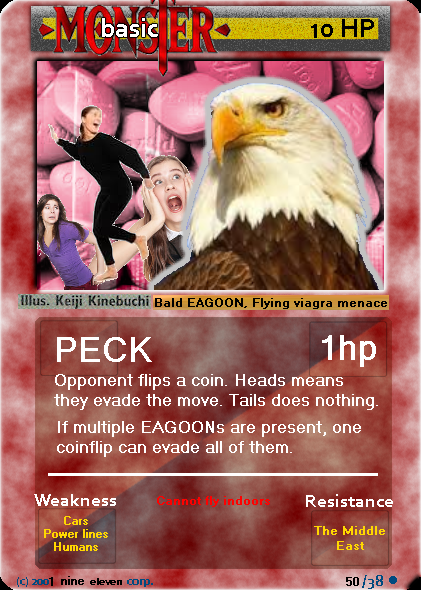 MONSTER
basic
10 HP
Illus. Keiji Kinebuchi
Bald EAGOON, Flying viagra menace
PECK
1hp
Opponent flips a coin. Heads means
they evade the move. Tails does nothing.
If multiple EAGOONs are present, one
coinflip can evade all of them.
Weakness
Cannot fly indoors
Resistance
Cars
Power lines
Humans
The Middle
East
(c) 2001 nine eleven corp.
50/38